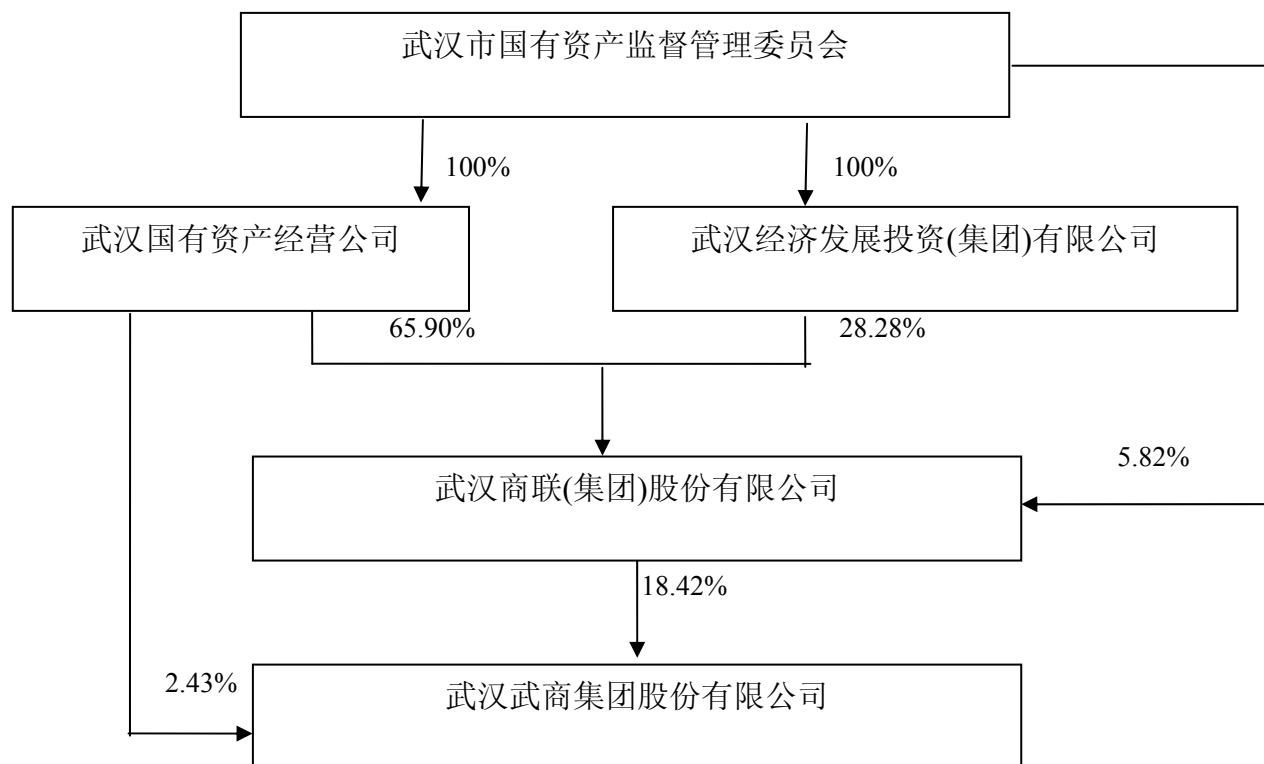 武汉市国有资产监督管理委员会
100%
100%
武汉国有资产经营公司
武汉经济发展投资(集团)有限公司
65.90%
28.28%
武汉商联(集团)股份有限公司
5.82%
18.42%
2.43%
武汉武商集团股份有限公司